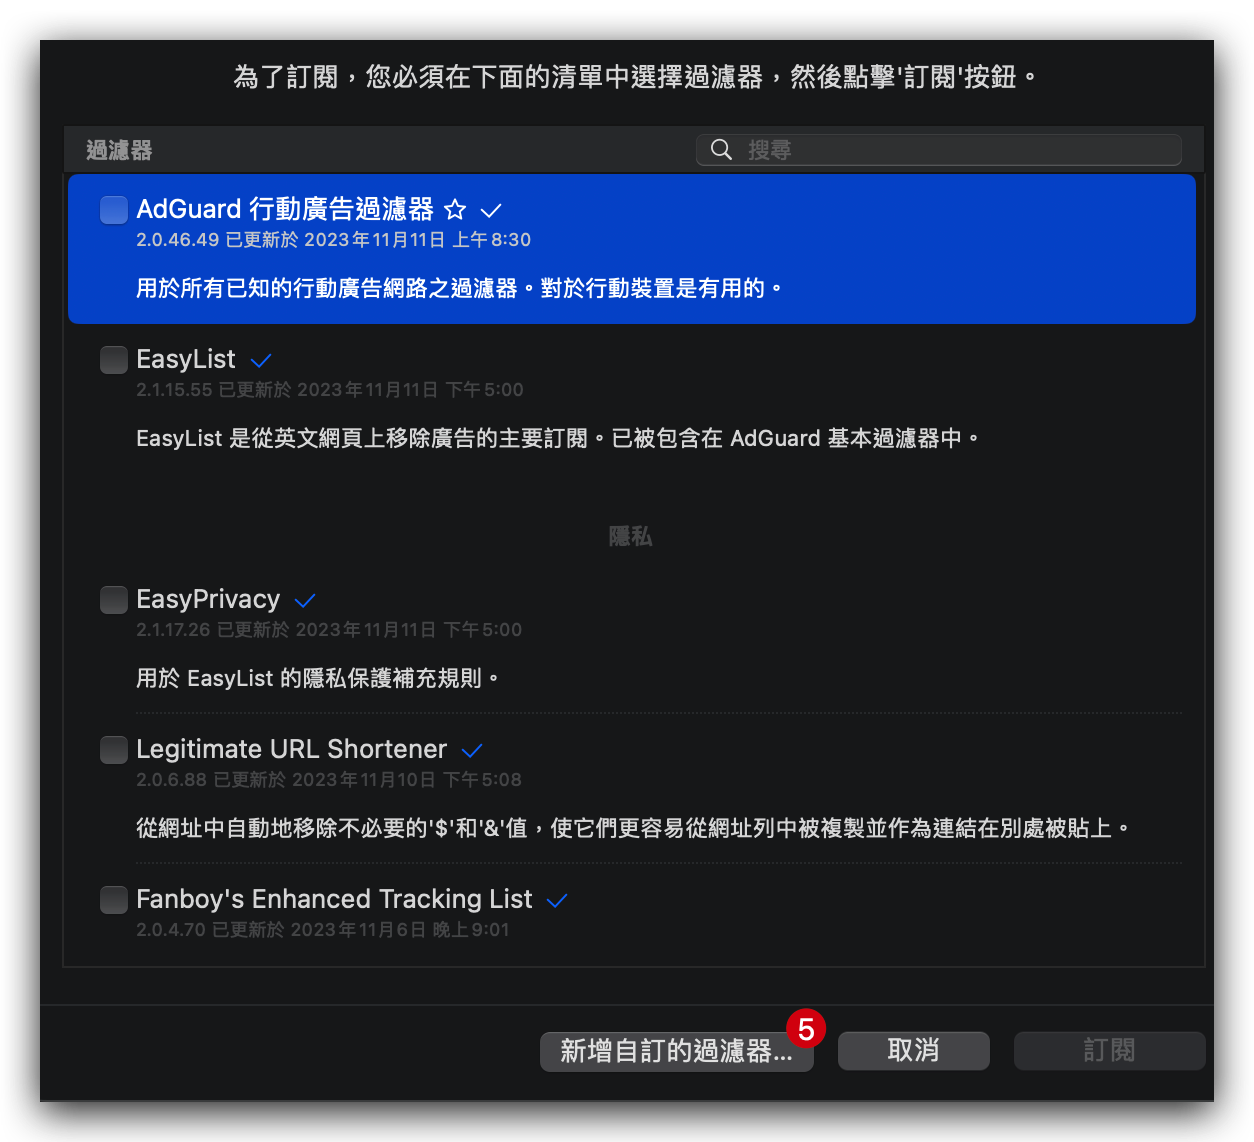 為了訂閱，您必須在下面的清單中選擇過濾器，然後點擊'訂閱'按鈕。
過濾器
搜尋
AdGuard 行動廣告過濾器
2.0.46.49 已更新於 2023年11月11日 上午8:30
用於所有已知的行動廣告網路之過濾器。對於行動裝置是有用的。
EasyList
2.1.15.55 已更新於 2023年11月11日 下午5:00
EasyList 是從英文網頁上移除廣告的主要訂閱。已被包含在 AdGuard 基本過濾器中。
隱私
EasyPrivacy
2.1.17.26 已更新於 2023年11月11日 下午5:00
用於 EasyList 的隱私保護補充規則。
Legitimate URL Shortener
2.0.6.88 已更新於 2023年11月10日 下午5:08
從網址中自動地移除不必要的'$'和'&'值，使它們更容易從網址列中被複製並作為連結在別處被貼上。
Fanboy's Enhanced Tracking List
2.0.4.70 已更新於 2023年11月6日 晚上9:01
5
新增自訂的過濾器... 取消 訂閱